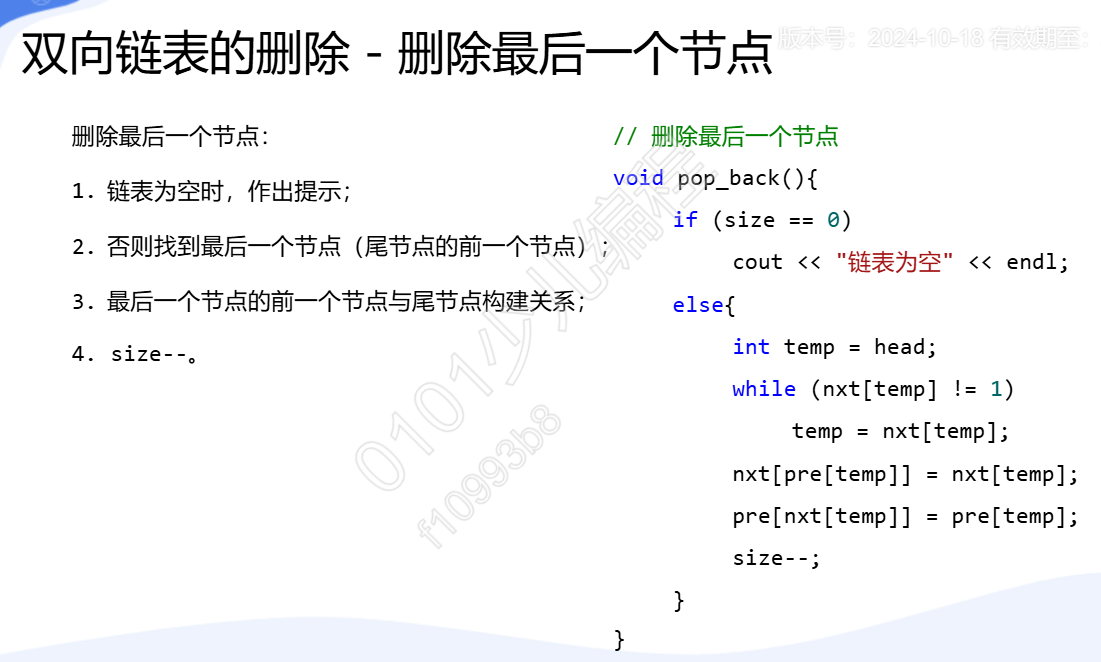 双向链表的删除 - 删除最后一个节点
版本号：2024-10-18 有效期至：
删除最后一个节点：
1. 链表为空时，作出提示；
2. 否则找到最后一个节点（尾节点的前一个节点）；
3. 最后一个节点的前一个节点与尾节点构建关系；
4. size--。
// 删除最后一个节点
void pop_back(){
if (size == 0)
cout << "链表为空" << endl;
else{
int temp = head;
while (nxt[temp] != 1)
temp = nxt[temp];
nxt[pre[temp]] = nxt[temp];
pre[nxt[temp]] = pre[temp];
size--;
}
}
0101少儿编程
f10993b8